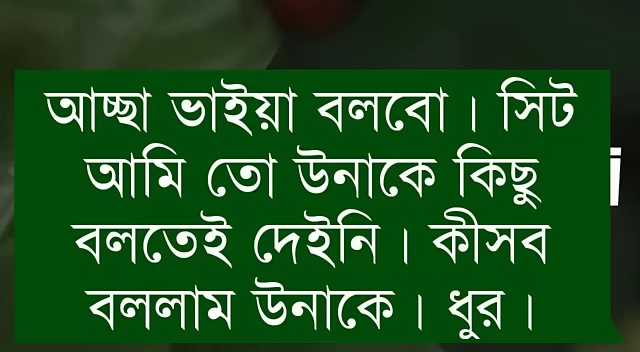 আচ্ছা ভাইয়া বলবো। সিট
আমি তো উনাকে কিছু
বলতেই দেইনি। কীসব
বললাম উনাকে। ধুর।